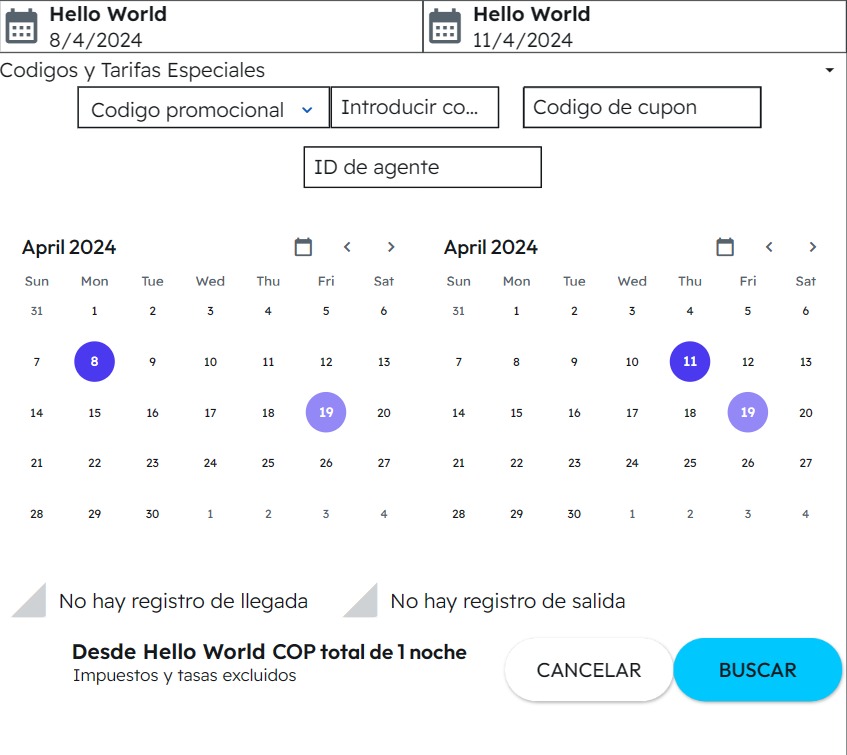 Hello World
8/4/2024
Hello World
11/4/2024
Codigos y Tarifas Especiales
Codigo promocional
Introducir co...
Codigo de cupon
ID de agente
April 2024
Sun Mon Tue Wed Thu Fri Sat
31 1 2 3 4 5 6
7 8 9 10 11 12 13
14 15 16 17 18 19 20
21 22 23 24 25 26 27
28 29 30 1 2 3 4
April 2024
Sun Mon Tue Wed Thu Fri Sat
31 1 2 3 4 5 6
7 8 9 10 11 12 13
14 15 16 17 18 19 20
21 22 23 24 25 26 27
28 29 30 1 2 3 4
No hay registro de llegada
No hay registro de salida
Desde Hello World COP total de 1 noche
Impuestos y tasas excluidos
CANCELAR
BUSCAR